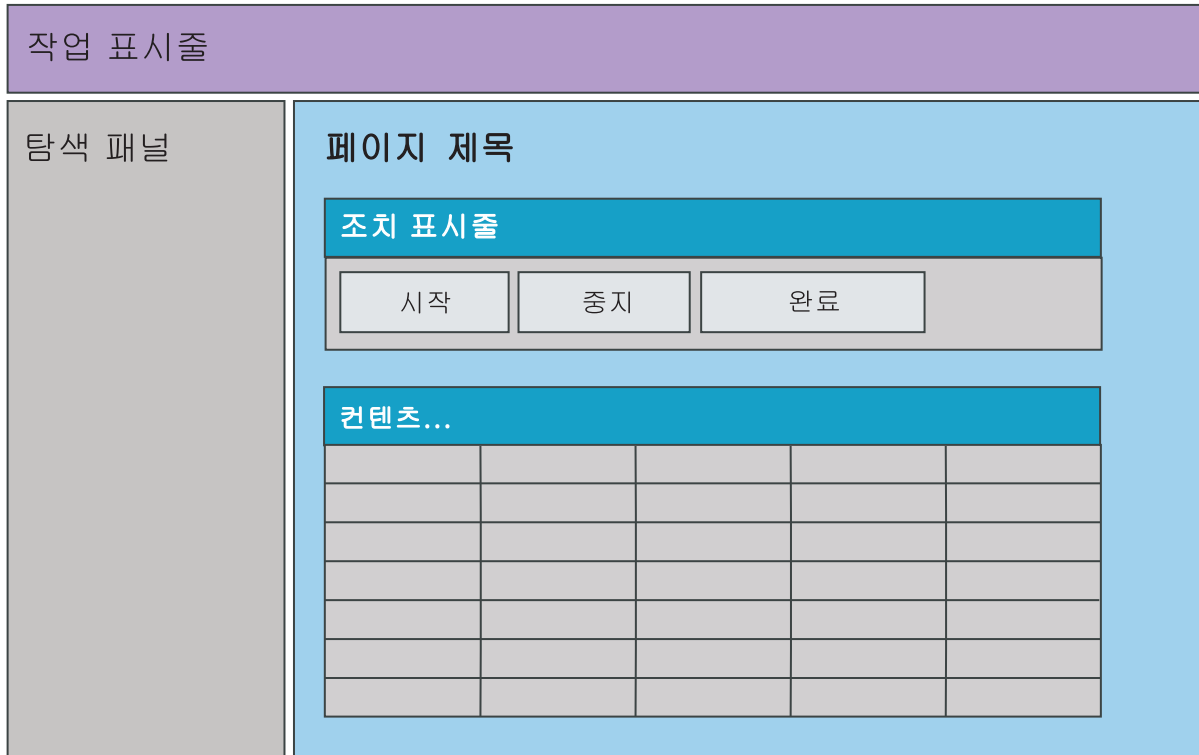 작업 표시줄
탐색 패널
페이지 제목
조치 표시줄
시작 중지 완료
컨텐츠...